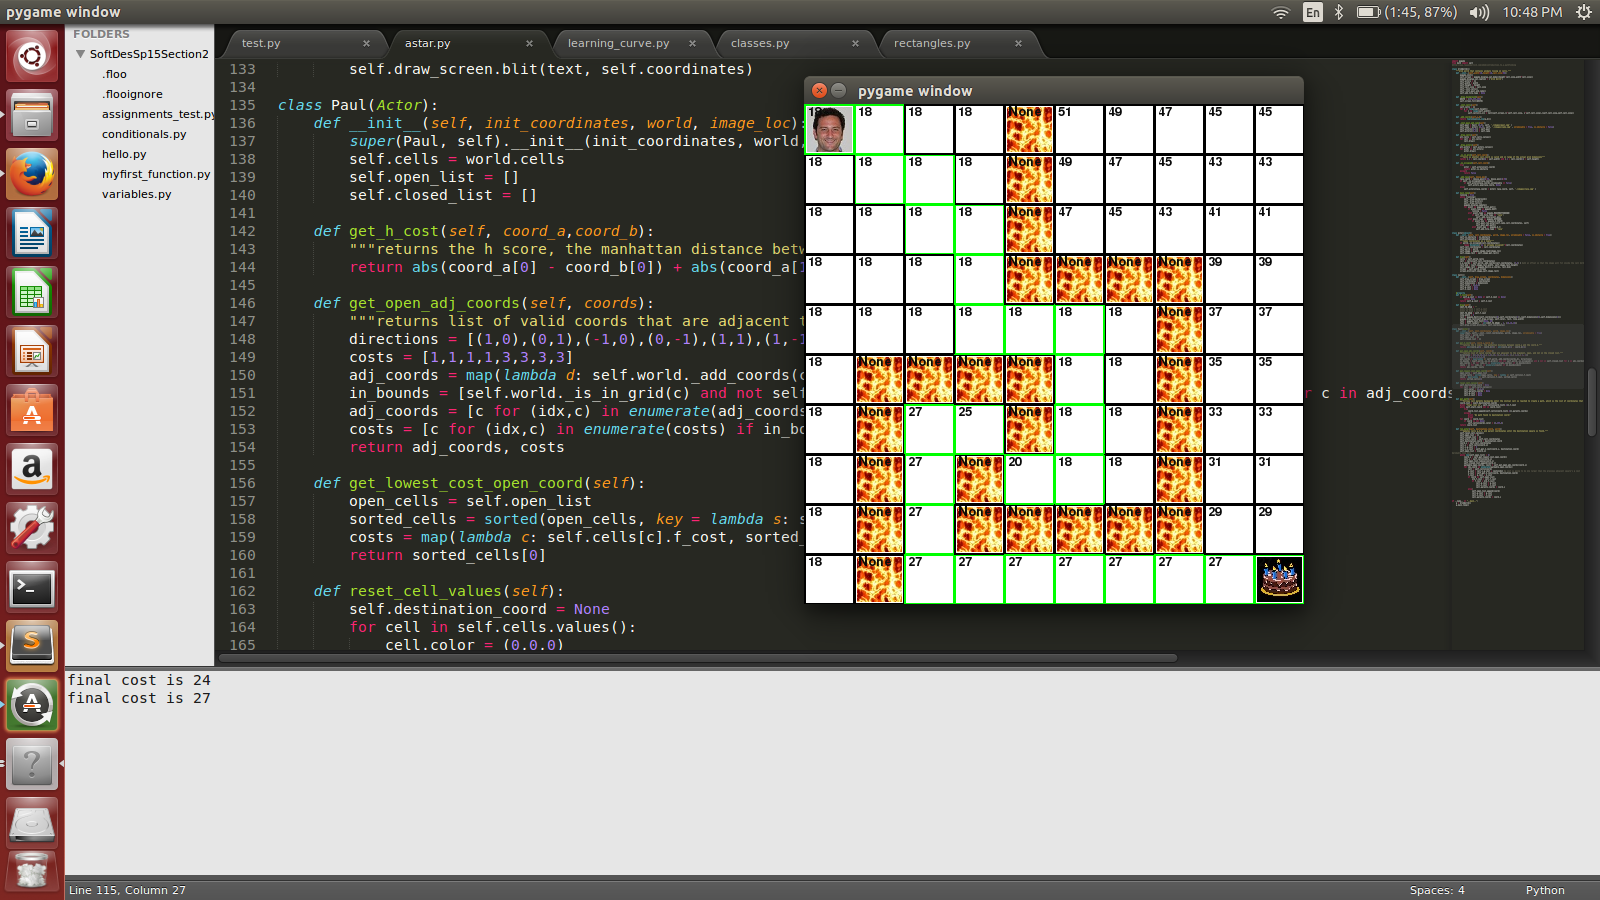 pygame window
En
(1:45, 87%)
10:48 PM
FOLDERS
SoftDesSp15Section2
.floo
.flooignore
assignments_test.py
conditionals.py
hello.py
myfirst_function.py
variables.py
test.py × astar.py × learning_curve.py × classes.py × rectangles.py ×
133 self.draw_screen.blit(text, self.coordinates)
134
135 class Paul(Actor):
136 def __init__(self, init_coordinates, world, image_loc):
137 super(Paul, self).__init__(init_coordinates, world,
138 self.cells = world.cells
139 self.open_list = []
140 self.closed_list = []
141
142 def get_h_cost(self, coord_a,coord_b):
143 """returns the h score, the manhattan distance betw
144 return abs(coord_a[0] - coord_b[0]) + abs(coord_a[1
145
146 def get_open_adj_coords(self, coords):
147 """returns list of valid coords that are adjacent t
148 directions = [(1,0),(0,1),(-1,0),(0,-1),(1,1),(1,-1
149 costs = [1,1,1,1,3,3,3,3]
150 adj_coords = map(lambda d: self.world._add_coords(c
151 in_bounds = [self.world._is_in_grid(c) and not self r c in adj_coords
152 adj_coords = [c for (idx,c) in enumerate(adj_coords
153 costs = [c for (idx,c) in enumerate(costs) if in_bo
154 return adj_coords, costs
155
156 def get_lowest_cost_open_coord(self):
157 open_cells = self.open_list
158 sorted_cells = sorted(open_cells, key = lambda s: s
159 costs = map(lambda c: self.cells[c].f_cost, sorted_
160 return sorted_cells[0]
161
162 def reset_cell_values(self):
163 self.destination_coord = None
164 for cell in self.cells.values():
165 cell.color = (0,0,0)
pygame window
18 18 18 18 None 51 49 47 45 45
18 18 18 18 None 49 47 45 43 43
18 18 18 18 None 47 45 43 41 41
18 18 18 18 None None None None 39 39
18 18 18 18 18 18 18 None 37 37
18 None None None None 18 18 None 35 35
18 None 27 25 None 18 18 None 33 33
18 None 27 None 20 18 18 None 31 31
18 None 27 None None None None None 29 29
18 None 27 27 27 27 27 27 27
final cost is 24
final cost is 27
Line 115, Column 27
Spaces: 4
Python